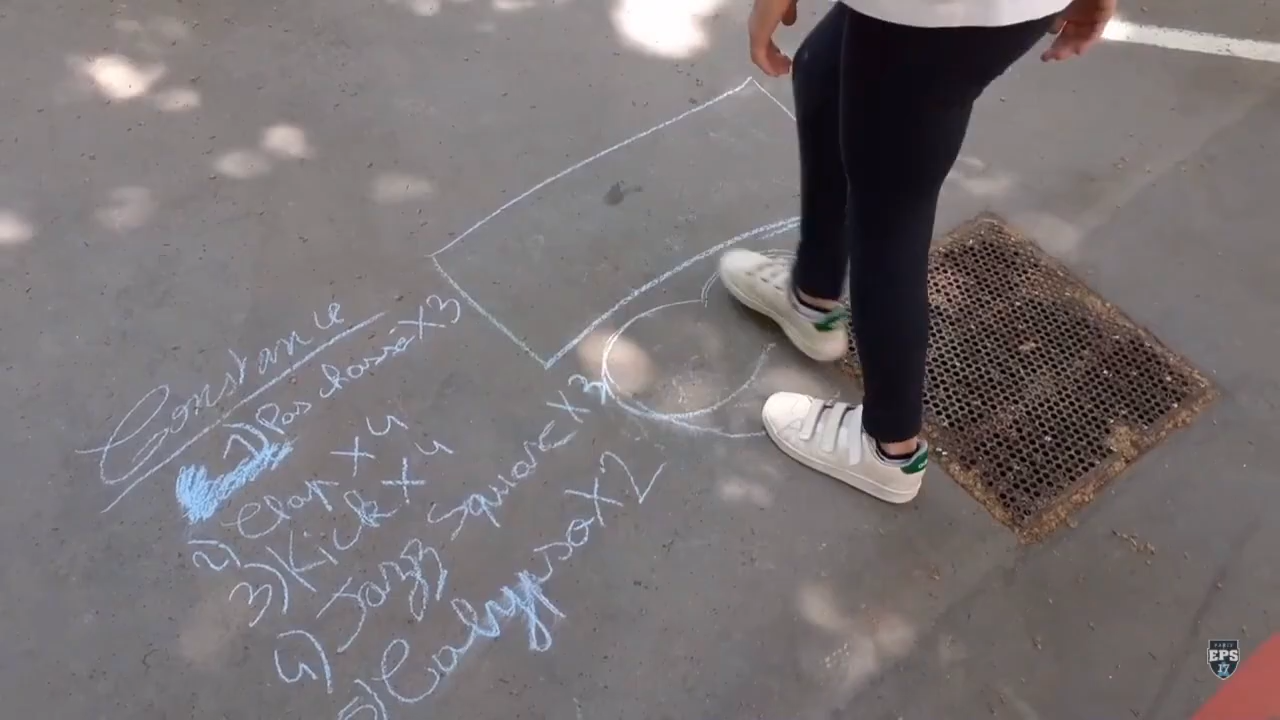 Constance
1) Pas chassé X3
2) Clap X4
3) Kick X4
4) Jazz Square X3
5) Calypso X2
PARIS
EPS